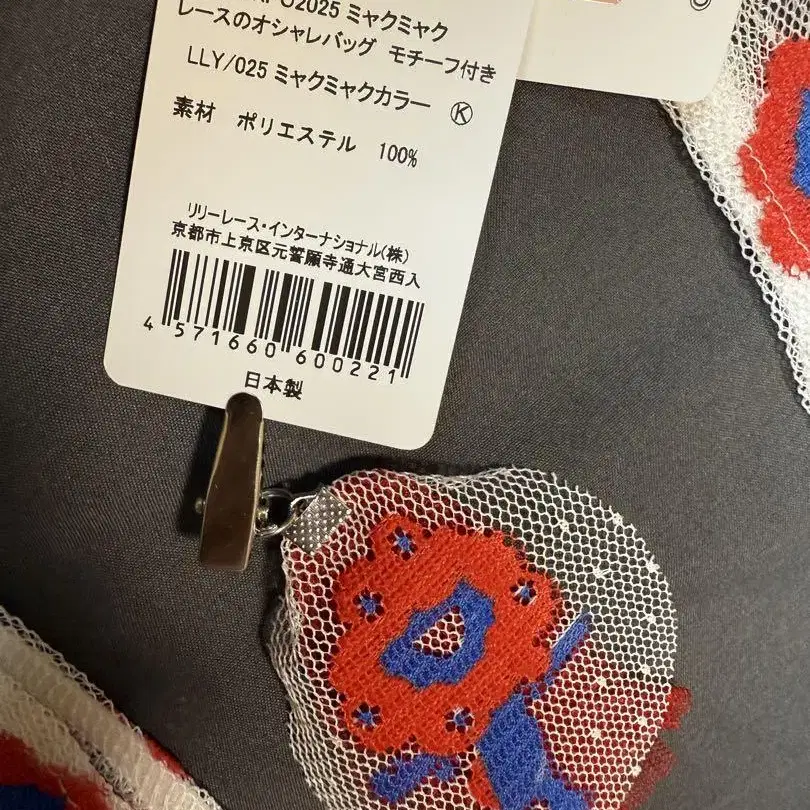 2025 ミャクミャク
レースのオシャレバッグ モチーフ付き
LLY/025 ミャクミャクカラー Ⓚ
素材 ポリエステル 100%
リリーレース・インターナショナル(株)
京都市上京区元誓願寺通大宮西入
4 571660 600221
日本製